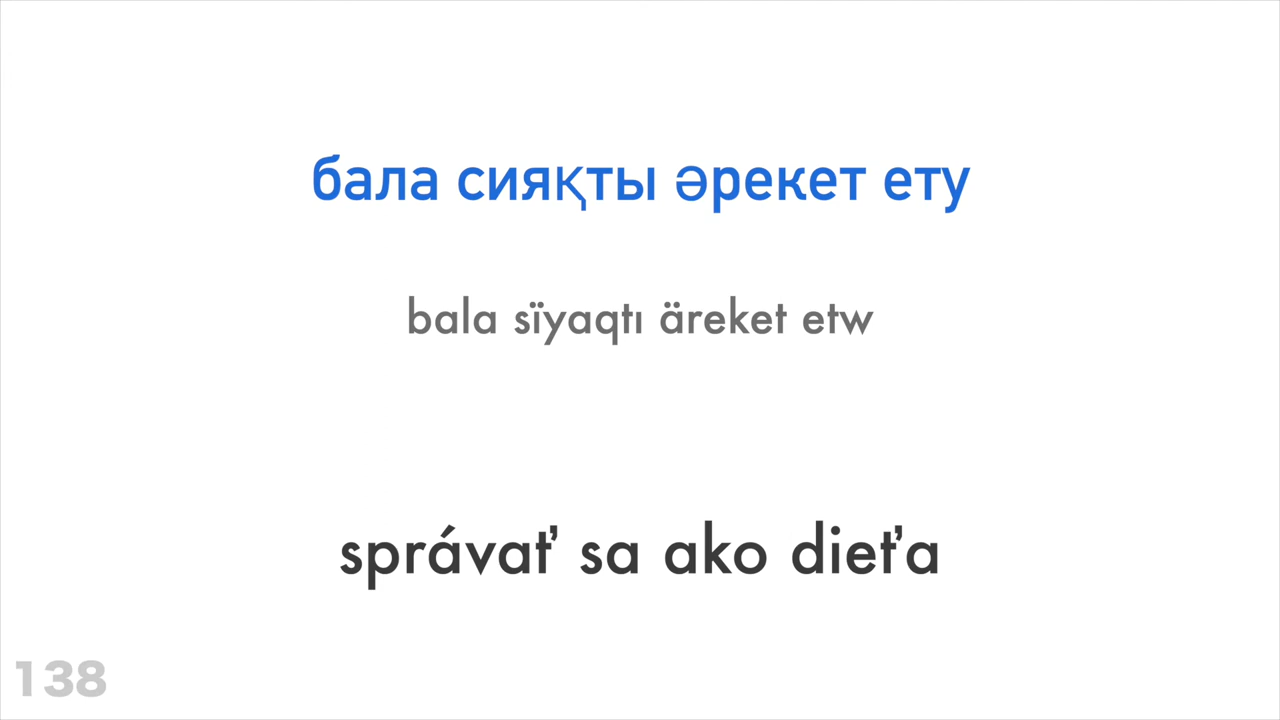 бала сияқты әрекет ету
bala sïyaqtı äreket etw
správať sa ako dieťa
138